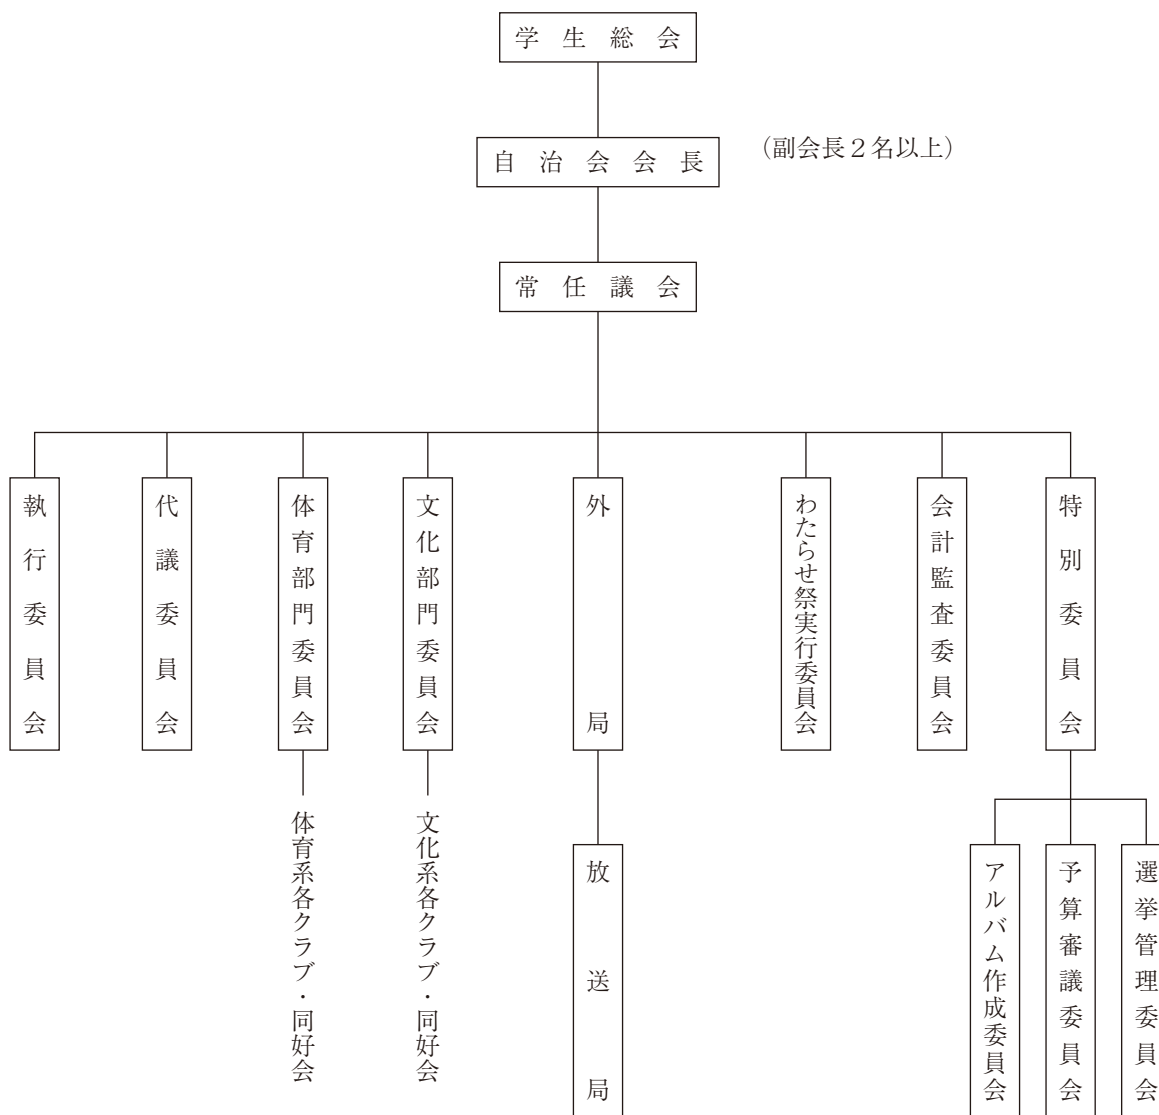 学生総会
自治会会長
（副会長２名以上）
常任議会
執行委員会
代議委員会
体育部門委員会
文化部門委員会
外局
わたらせ祭実行委員会
会計監査委員会
特別委員会
体育系各クラブ・同好会
文化系各クラブ・同好会
放送局
アルバム作成委員会
予算審議委員会
選挙管理委員会